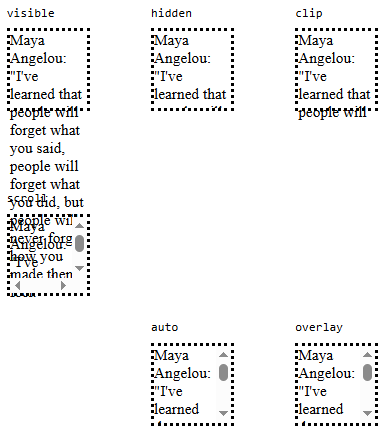 visible
hidden
clip
Maya
Angelou:
"I've
learned that
people will
forget what
you said,
people will
forget what
you did, but
people will
never forget
how you
made them
Maya
Angelou:
"I've
learned that
Maya
Angelou:
"I've
learned that
people will
scroll
Maya
Angelou:
"I've
auto
overlay
Maya
Angelou:
"I've
learned
Maya
Angelou:
"I've
learned